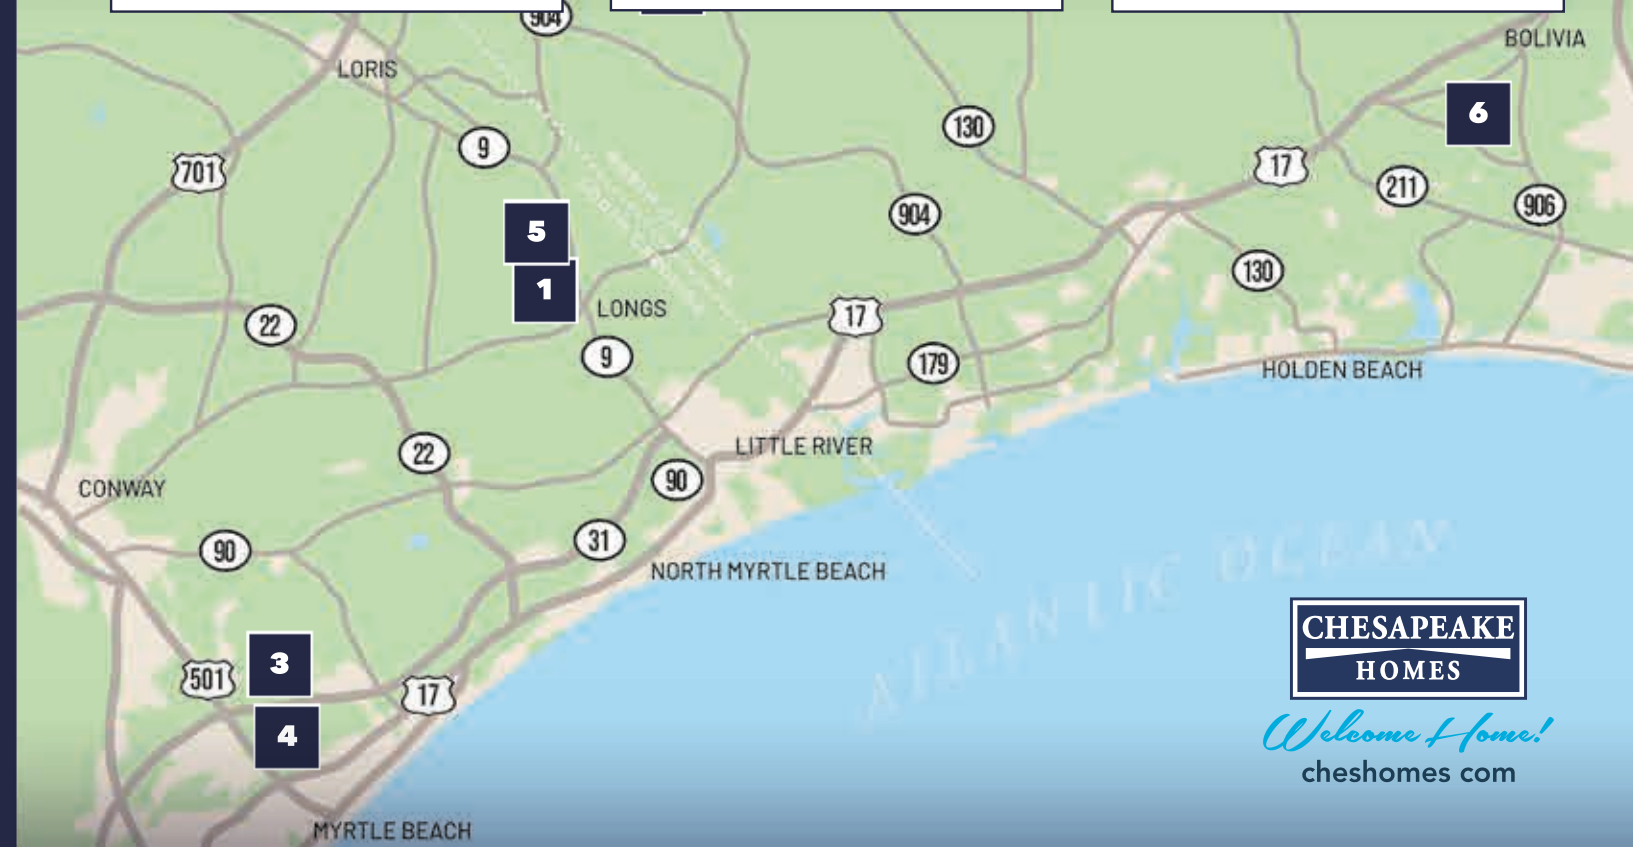 904
BOLIVIA
LORIS
6
130
9
701
17
211
906
904
5
130
1
LONGS
17
22
9
179
HOLDEN BEACH
LITTLE RIVER
22
90
CONWAY
31
90
NORTH MYRTLE BEACH
ATLANTIC OCEAN
CHESAPEAKE
HOMES
3
501
17
4
Welcome Home!
cheshomes com
MYRTLE BEACH